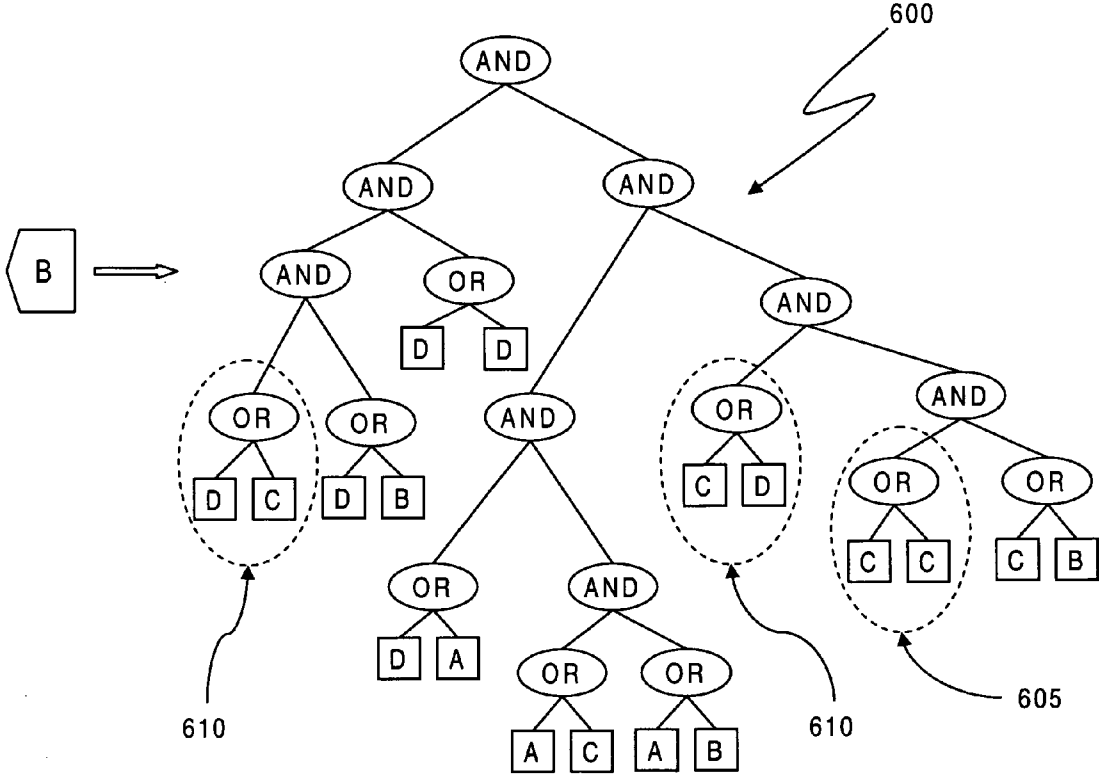 600
AND
AND AND
B
AND OR
AND
D D
OR OR AND OR AND
D C D B C D OR OR
C C C B
OR AND
D A OR OR
610 610 605
A C A B